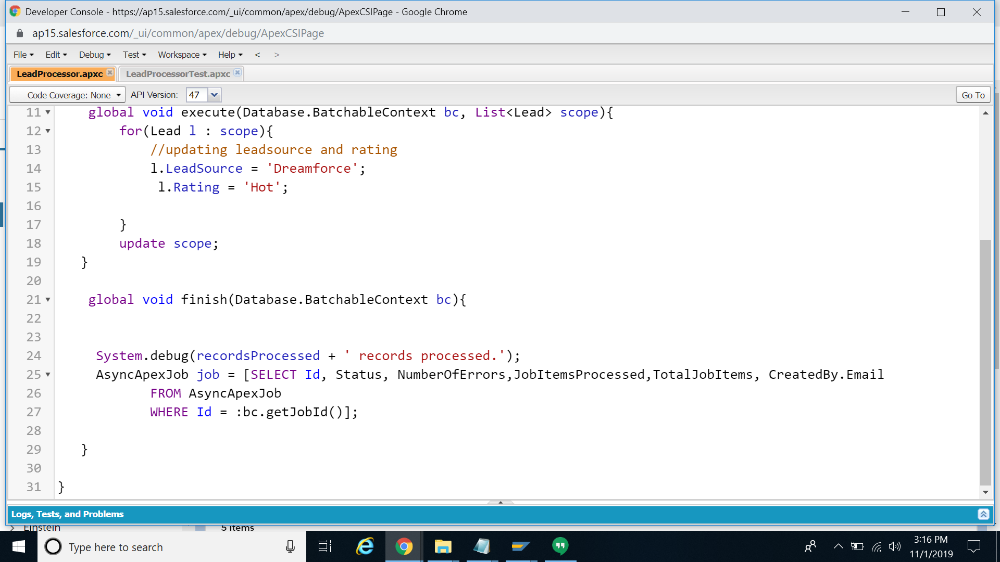 Developer Console - https://ap15.salesforce.com/_ui/common/apex/debug/ApexCSIPage - Google Chrome
ap15.salesforce.com/_ui/common/apex/debug/ApexCSIPage
File Edit Debug Test Workspace Help < >
LeadProcessor.apxc LeadProcessorTest.apxc
Code Coverage: None API Version: 47 Go To
11 global void execute(Database.BatchableContext bc, List<Lead> scope){
12 for(Lead l : scope){
13 //updating leadsource and rating
14 l.LeadSource = 'Dreamforce';
15 l.Rating = 'Hot';
16
17 }
18 update scope;
19 }
20
21 global void finish(Database.BatchableContext bc){
22
23
24 System.debug(recordsProcessed + ' records processed.');
25 AsyncApexJob job = [SELECT Id, Status, NumberOfErrors,JobItemsProcessed,TotalJobItems, CreatedBy.Email
26 FROM AsyncApexJob
27 WHERE Id = :bc.getJobId()];
28
29 }
30
31 }
Logs, Tests, and Problems
Einstein 5 items
Type here to search
3:16 PM
11/1/2019